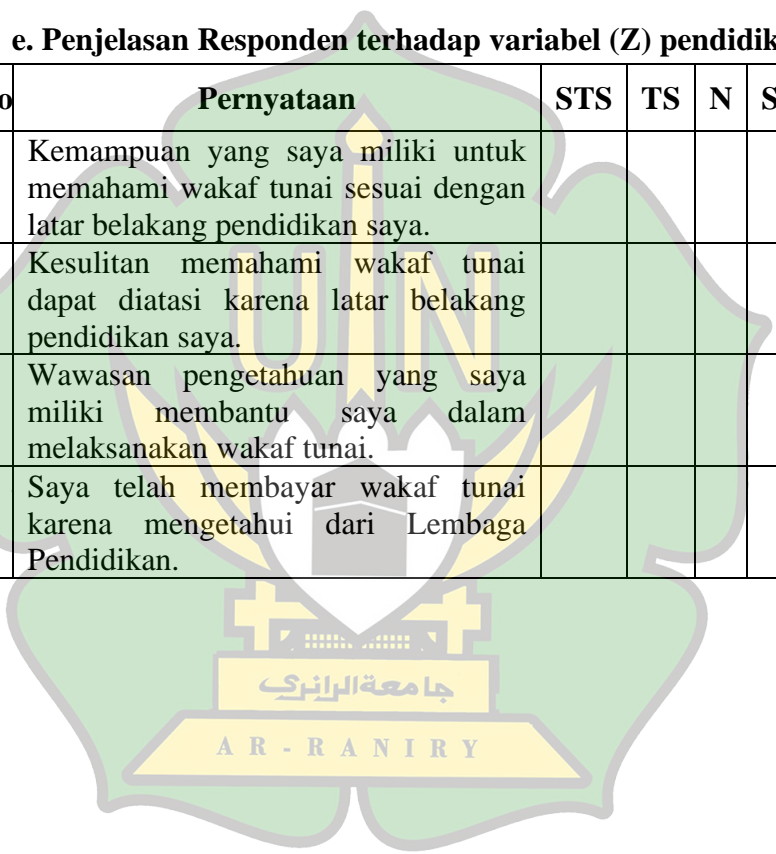 e. Penjelasan Responden terhadap variabel (Z) pendidik
o Pernyataan STS TS N S
Kemampuan yang saya miliki untuk
memahami wakaf tunai sesuai dengan
latar belakang pendidikan saya.
Kesulitan memahami wakaf tunai
dapat diatasi karena latar belakang
pendidikan saya.
Wawasan pengetahuan yang saya
miliki membantu saya dalam
melaksanakan wakaf tunai.
Saya telah membayar wakaf tunai
karena mengetahui dari Lembaga
Pendidikan.
UIN
جامعة الرانري
AR-RANIRY